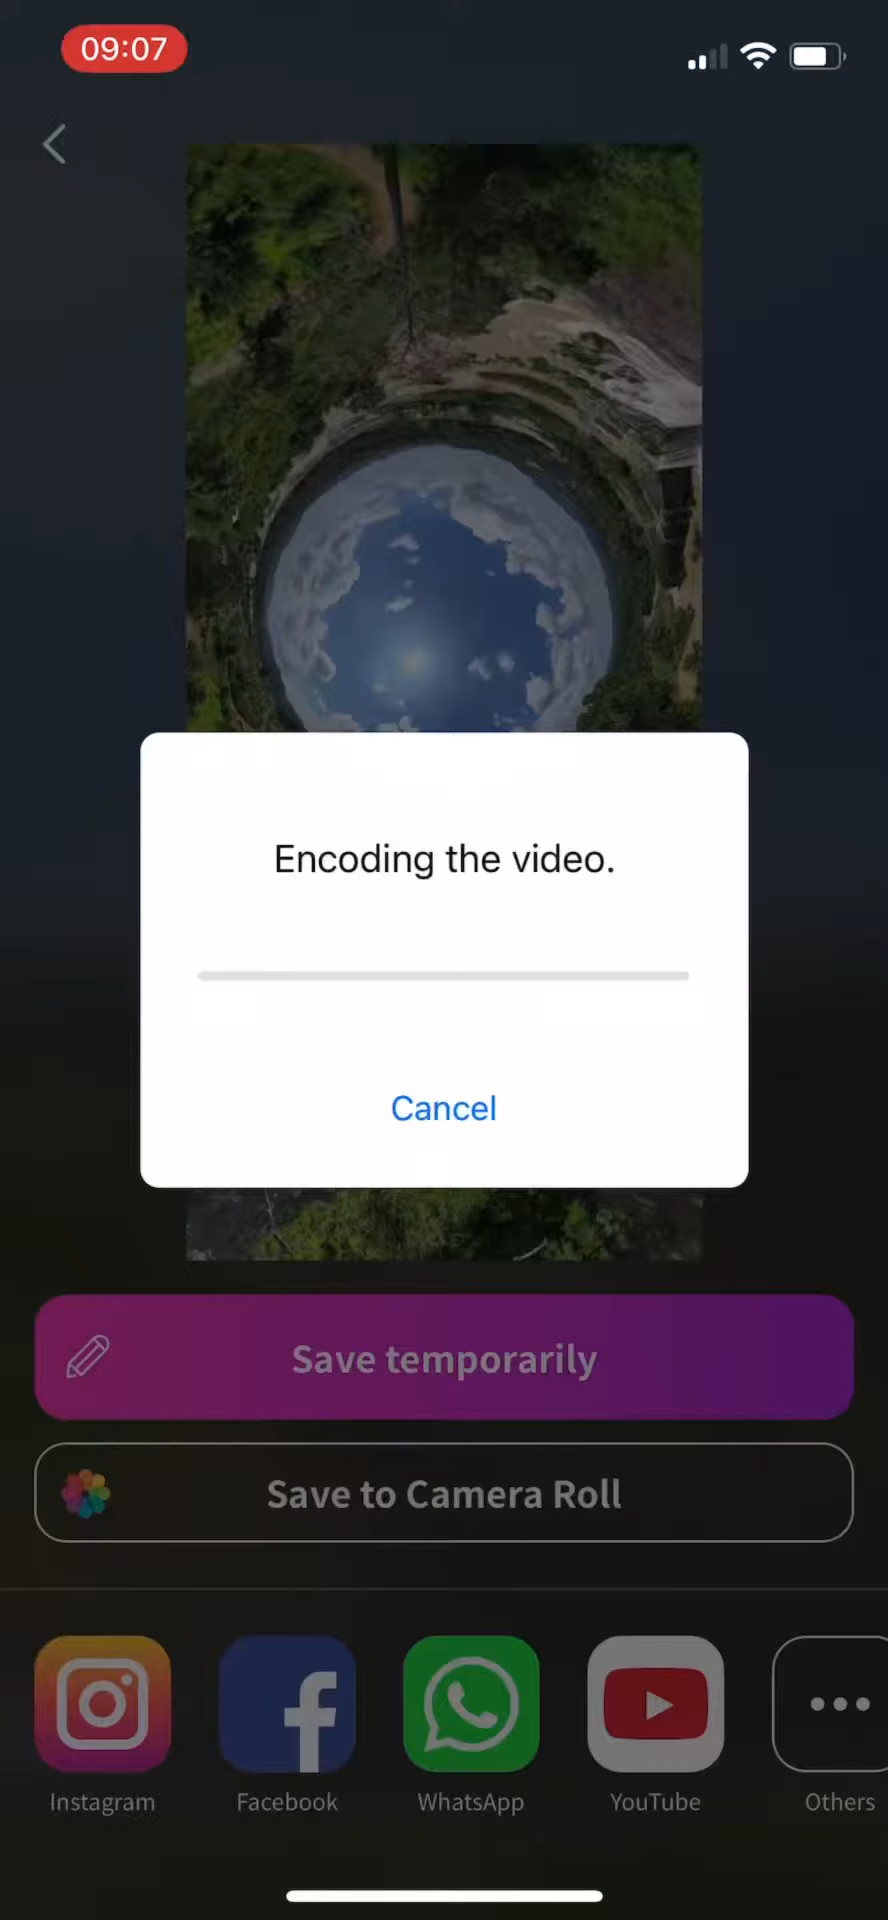 09:07
Encoding the video.
Cancel
Save temporarily
Save to Camera Roll
Instagram
Facebook
WhatsApp
YouTube
Others